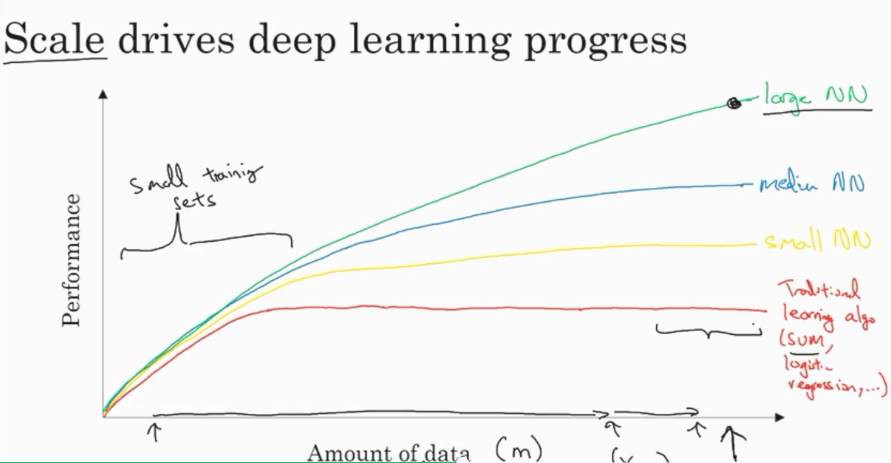 Scale drives deep learning progress
large NN
small training
sets
medium NN
Performance
small NN
Traditional
learning algo
(SVM,
logistic
regression,...)
Amount of data (m)